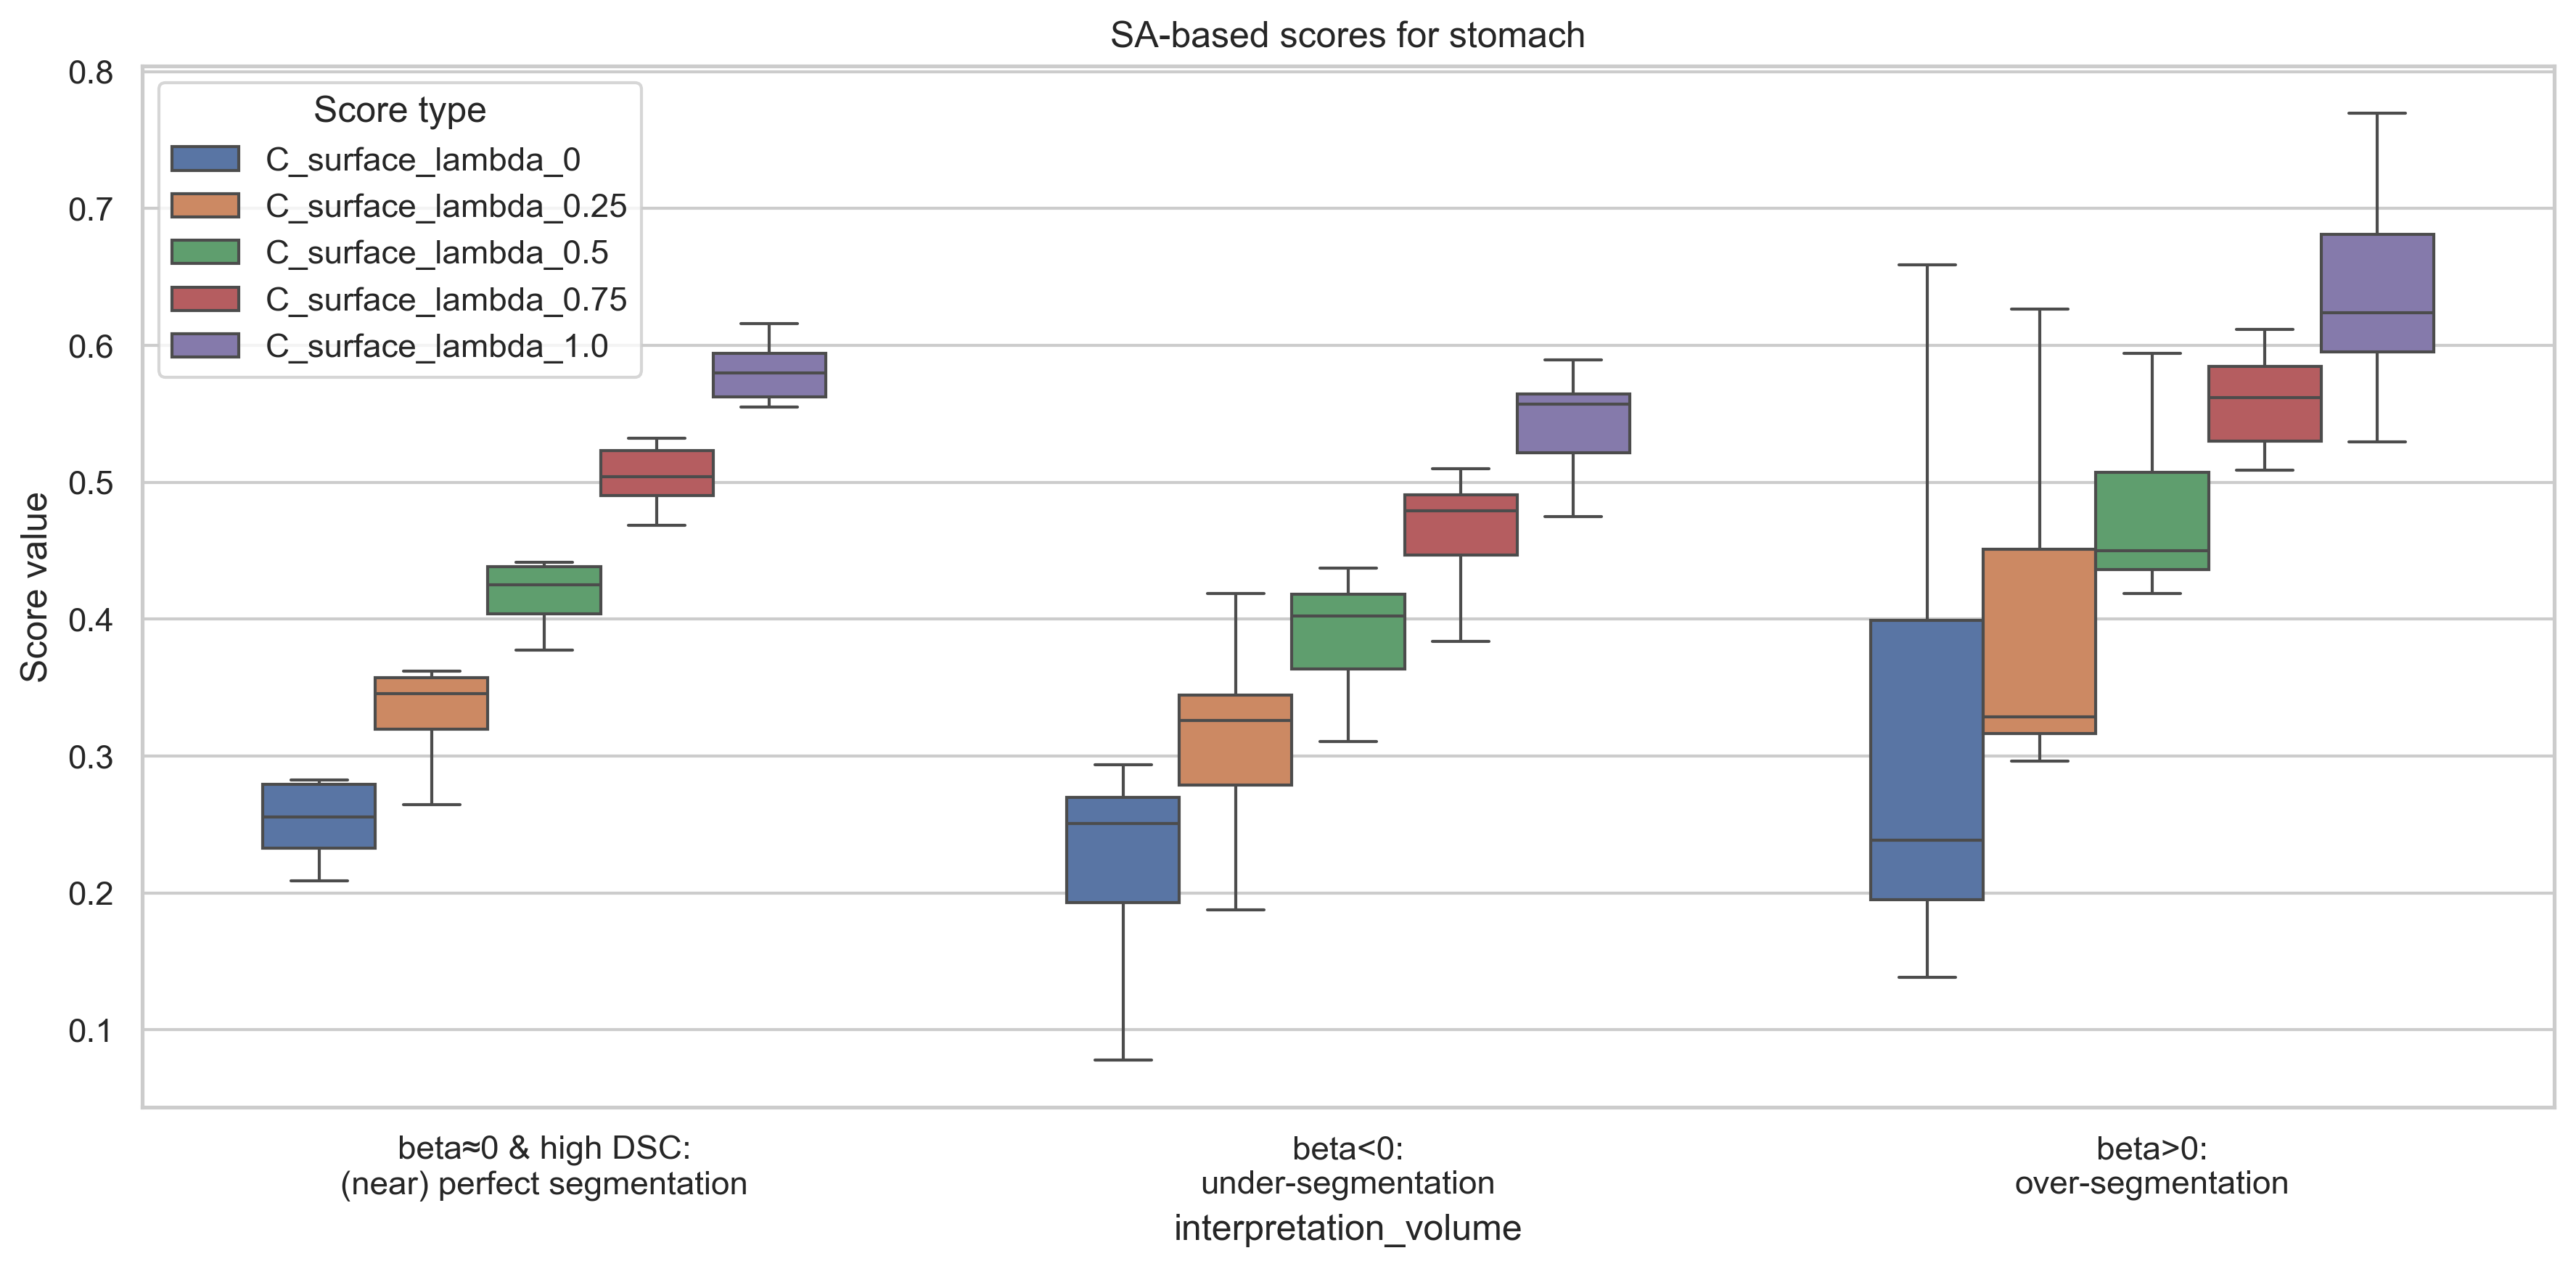 SA-based scores for stomach
Score value
0.8
0.7
0.6
0.5
0.4
0.3
0.2
0.1
Score type
C_surface_lambda_0
C_surface_lambda_0.25
C_surface_lambda_0.5
C_surface_lambda_0.75
C_surface_lambda_1.0
beta≈0 & high DSC:
(near) perfect segmentation
beta<0:
under-segmentation
beta>0:
over-segmentation
interpretation_volume